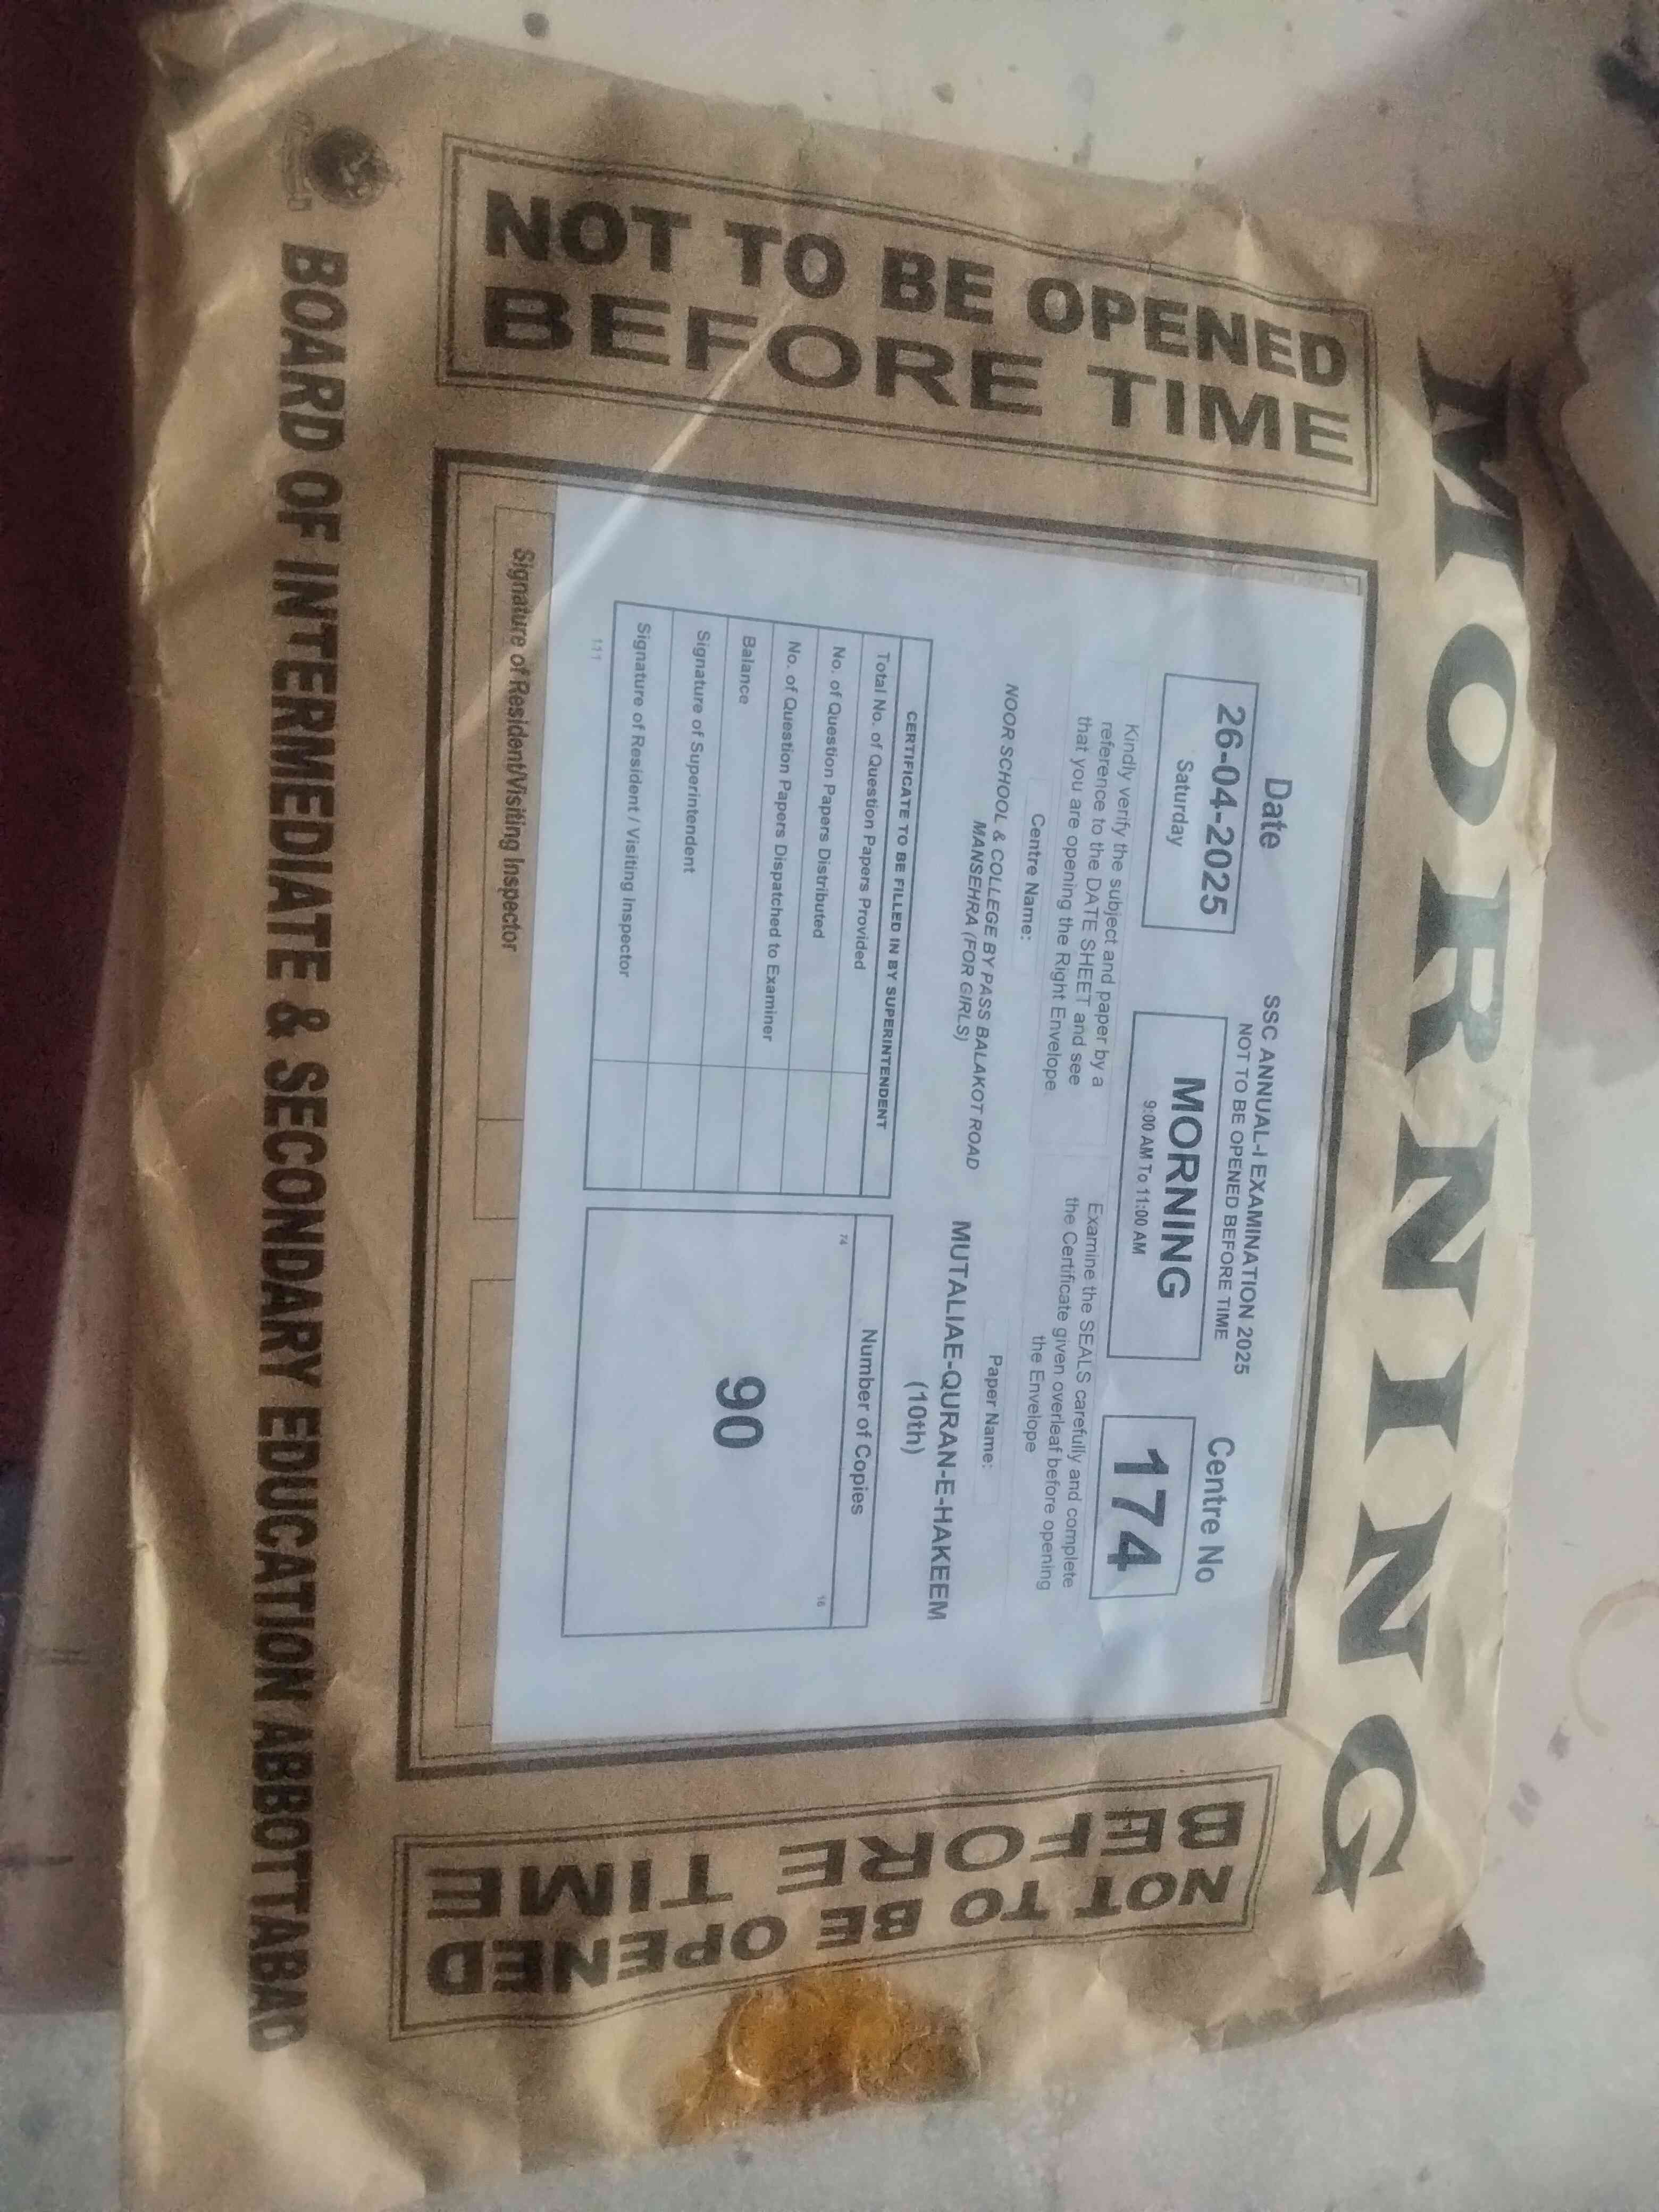 MORNING
NOT TO BE OPENED
BEFORE TIME
Date
26-04-2025
Saturday
SSC ANNUAL-I EXAMINATION 2025
NOT TO BE OPENED BEFORE TIME
MORNING
9:00 AM To 11:00 AM
Centre No
174
Kindly verify the subject and paper by a
reference to the DATE SHEET and see
that you are opening the Right Envelope
Examine the SEALS carefully and complete
the Certificate given overleaf before opening
the Envelope
Centre Name:
NOOR SCHOOL & COLLEGE BY PASS BALAKOT ROAD
MANSEHRA (FOR GIRLS)
Paper Name:
MUTALIAE-QURAN-E-HAKEEM
(10th)
CERTIFICATE TO BE FILLED IN BY SUPERINTENDENT
Total No. of Question Papers Provided
No. of Question Papers Distributed
No. of Question Papers Dispatched to Examiner
Balance
Signature of Superintendent
Signature of Resident / Visiting Inspector
111
Number of Copies
74
16
90
Signature of Resident/Visiting Inspector
NOT TO BE OPENED
BEFORE TIME
BOARD OF INTERMEDIATE & SECONDARY EDUCATION ABBOTTABAD